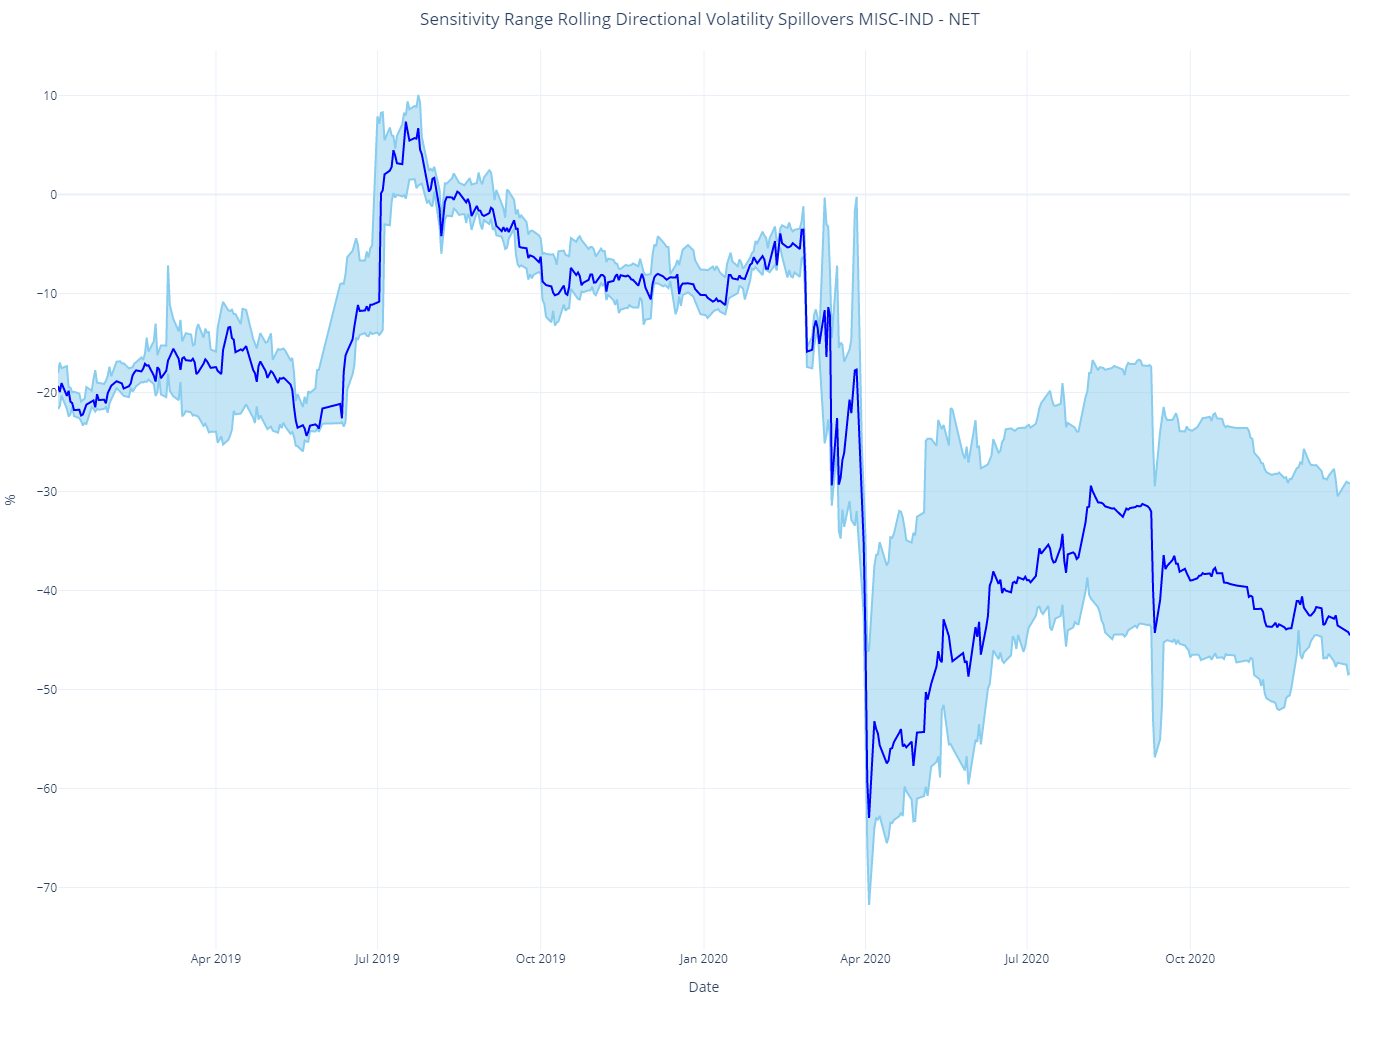 Sensitivity Range Rolling Directional Volatility Spillovers MISC-IND - NET
10
0
−10
−20
−30
−40
−50
−60
−70
%
Apr 2019
Jul 2019
Oct 2019
Jan 2020
Apr 2020
Jul 2020
Oct 2020
Date